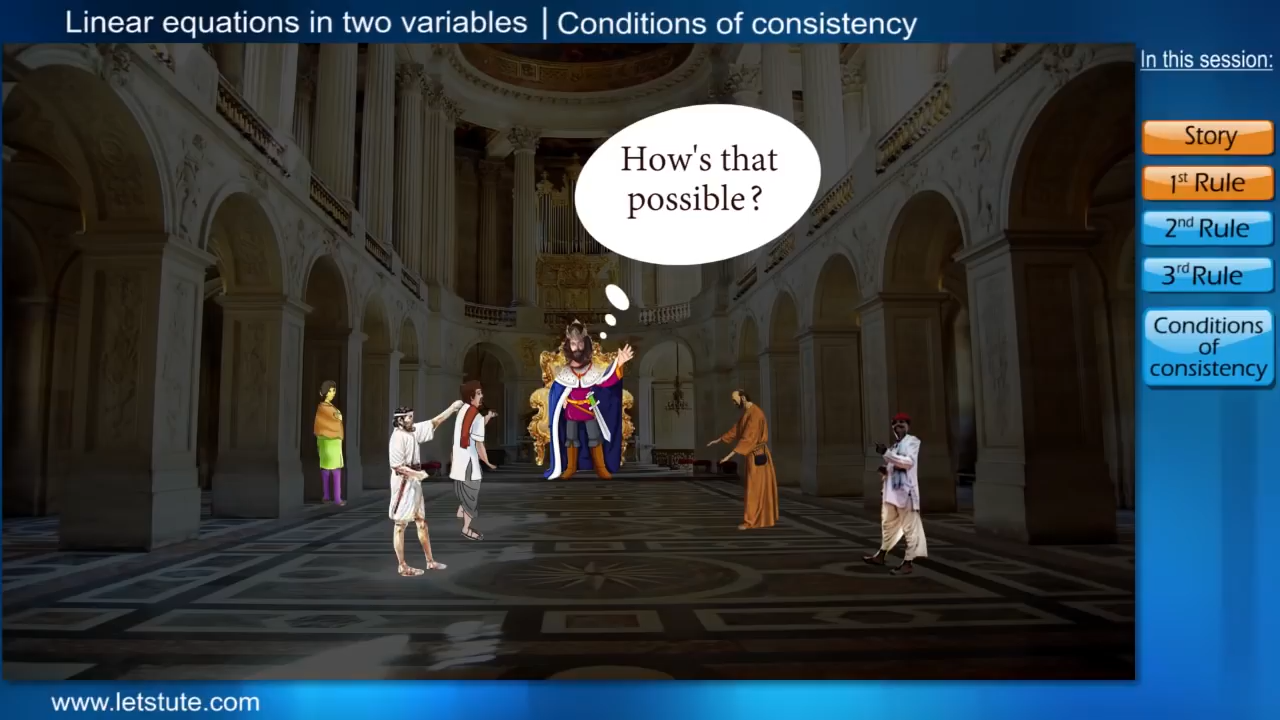 Linear equations in two variables | Conditions of consistency
In this session:
How's that
possible?
Story
1st Rule
2nd Rule
3rd Rule
Conditions
of
consistency
www.letstute.com